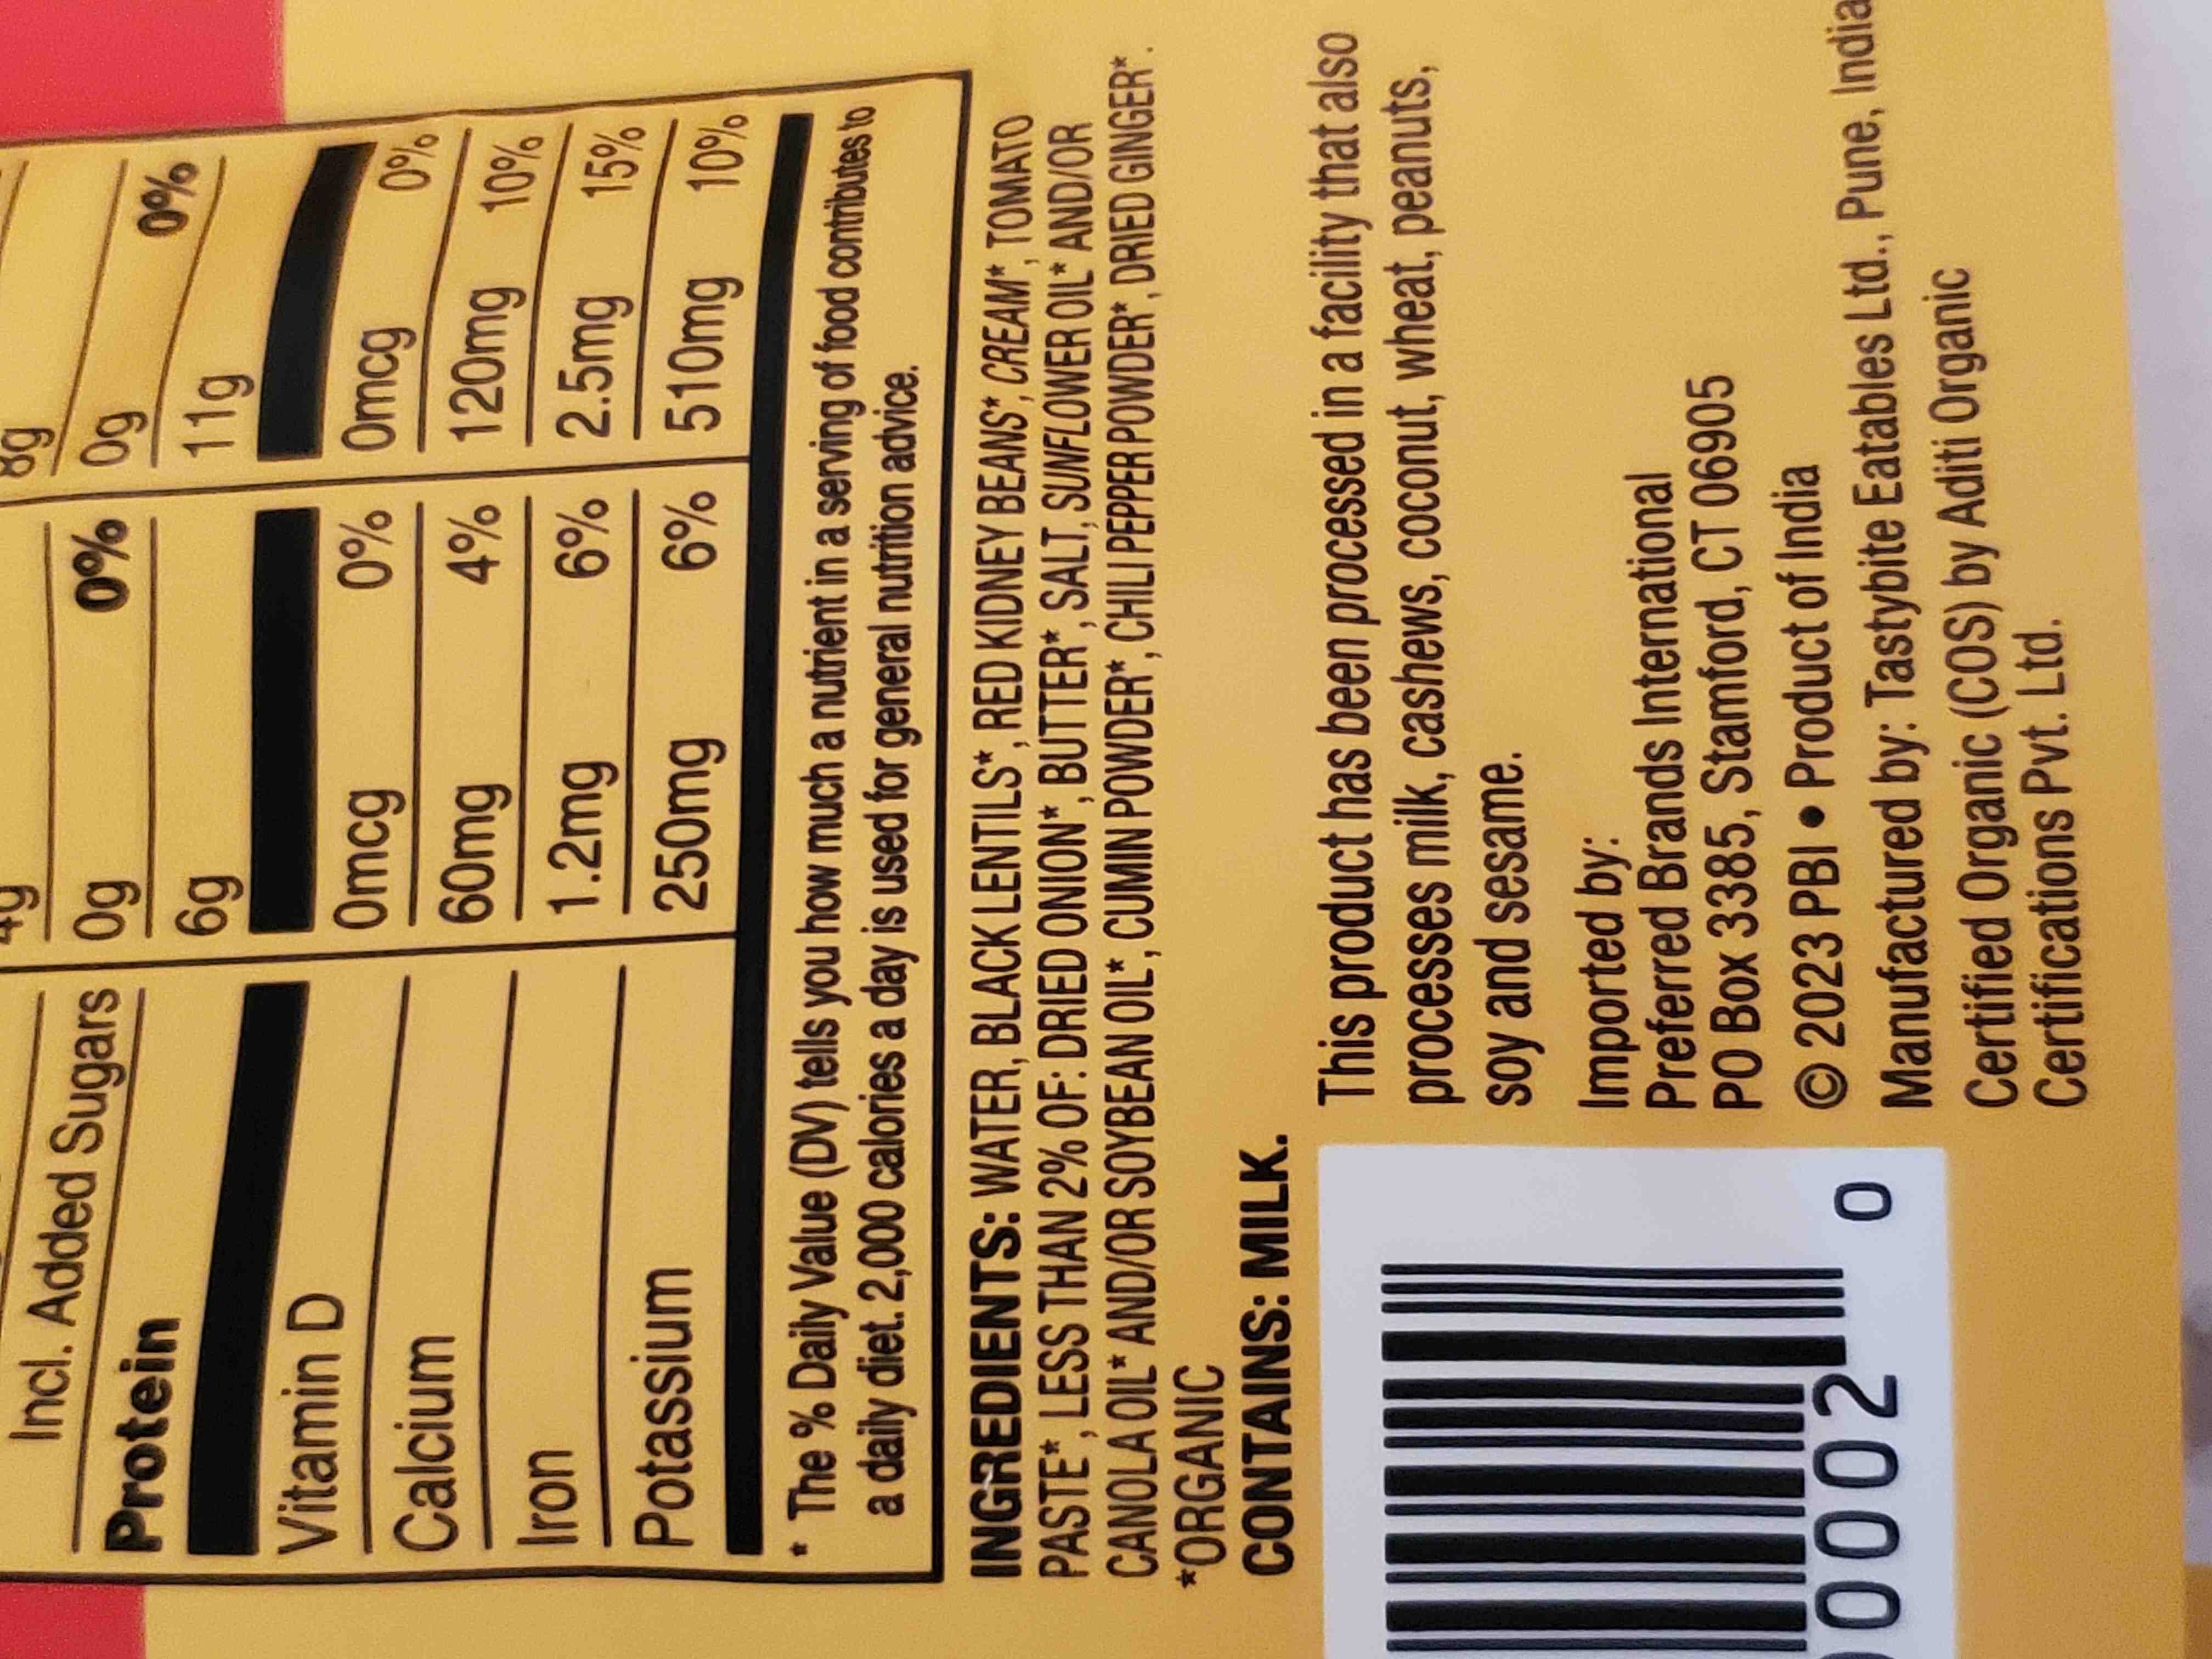 8g
4g
Incl. Added Sugars 0g 0% 0g 0%
Protein 6g 11g
Vitamin D 0mcg 0% 0mcg 0%
Calcium 60mg 4% 120mg 10%
Iron 1.2mg 6% 2.5mg 15%
Potassium 250mg 6% 510mg 10%
* The % Daily Value (DV) tells you how much a nutrient in a serving of food contributes to
a daily diet. 2,000 calories a day is used for general nutrition advice.
INGREDIENTS: WATER, BLACK LENTILS*, RED KIDNEY BEANS*, CREAM*, TOMATO
PASTE*, LESS THAN 2% OF: DRIED ONION*, BUTTER*, SALT, SUNFLOWER OIL* AND/OR
CANOLA OIL* AND/OR SOYBEAN OIL*, CUMIN POWDER*, CHILI PEPPER POWDER*, DRIED GINGER*.
*ORGANIC
CONTAINS: MILK.
This product has been processed in a facility that also
processes milk, cashews, coconut, wheat, peanuts,
soy and sesame.
Imported by:
Preferred Brands International
PO Box 3385, Stamford, CT 06905
© 2023 PBI • Product of India
Manufactured by: Tastybite Eatables Ltd., Pune, India
Certified Organic (COS) by Aditi Organic
Certifications Pvt. Ltd.
0002 0